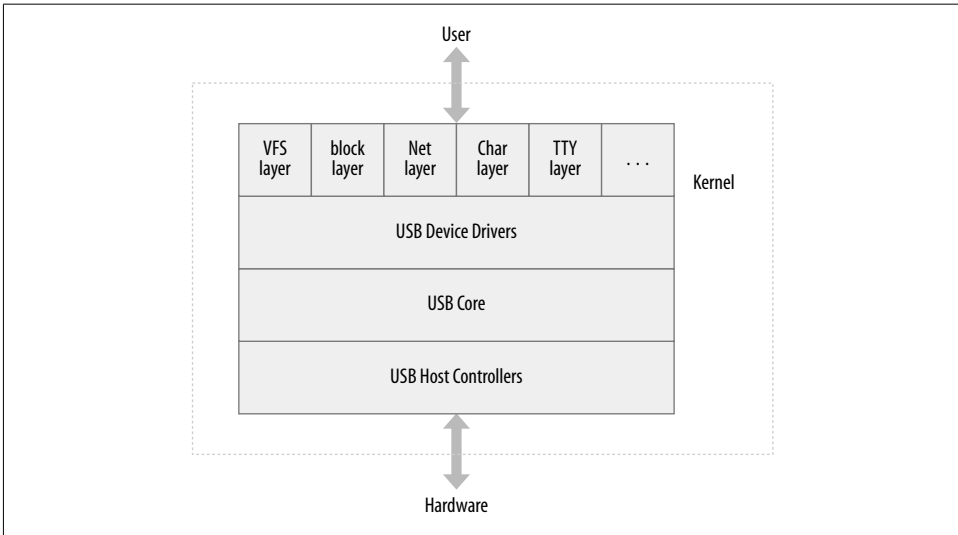 User
VFS
layer
block
layer
Net
layer
Char
layer
TTY
layer
. . .
Kernel
USB Device Drivers
USB Core
USB Host Controllers
Hardware